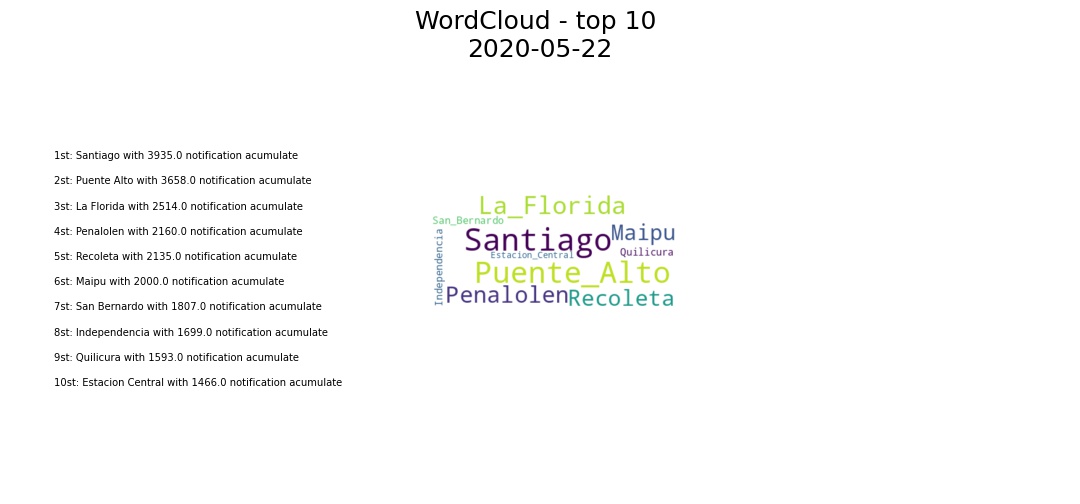 WordCloud - top 10
2020-05-22
1st: Santiago with 3935.0 notification acumulate
2st: Puente Alto with 3658.0 notification acumulate
3st: La Florida with 2514.0 notification acumulate
4st: Penalolen with 2160.0 notification acumulate
5st: Recoleta with 2135.0 notification acumulate
6st: Maipu with 2000.0 notification acumulate
7st: San Bernardo with 1807.0 notification acumulate
8st: Independencia with 1699.0 notification acumulate
9st: Quilicura with 1593.0 notification acumulate
10st: Estacion Central with 1466.0 notification acumulate
La_Florida
San_Bernardo
Independencia
Santiago
Maipu
Estacion_Central
Quilicura
Puente_Alto
Penalolen
Recoleta